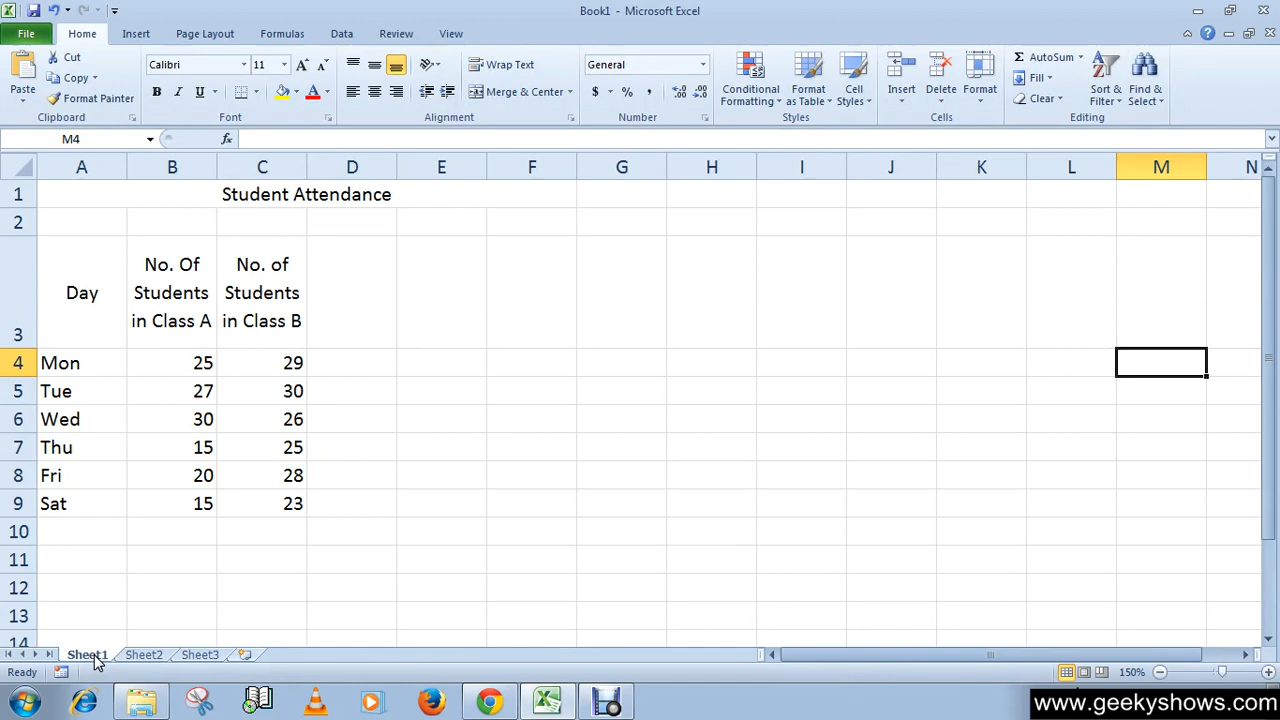 Book1 - Microsoft Excel
File Home Insert Page Layout Formulas Data Review View
Cut
Copy
Format Painter
Paste
Clipboard
Calibri 11
B I U
Font
Wrap Text
Merge & Center
Alignment
General
$ % ,
Number
Conditional Formatting
Format as Table
Cell Styles
Styles
Insert Delete Format
Cells
AutoSum
Fill
Clear
Sort & Filter
Find & Select
Editing
M4 fx
A B C D E F G H I J K L M N
1 Student Attendance
2
3 Day No. Of Students in Class A No. of Students in Class B
4 Mon 25 29
5 Tue 27 30
6 Wed 30 26
7 Thu 15 25
8 Fri 20 28
9 Sat 15 23
10
11
12
13
14
Sheet1 Sheet2 Sheet3
Ready 150%
www.geekyshows.com